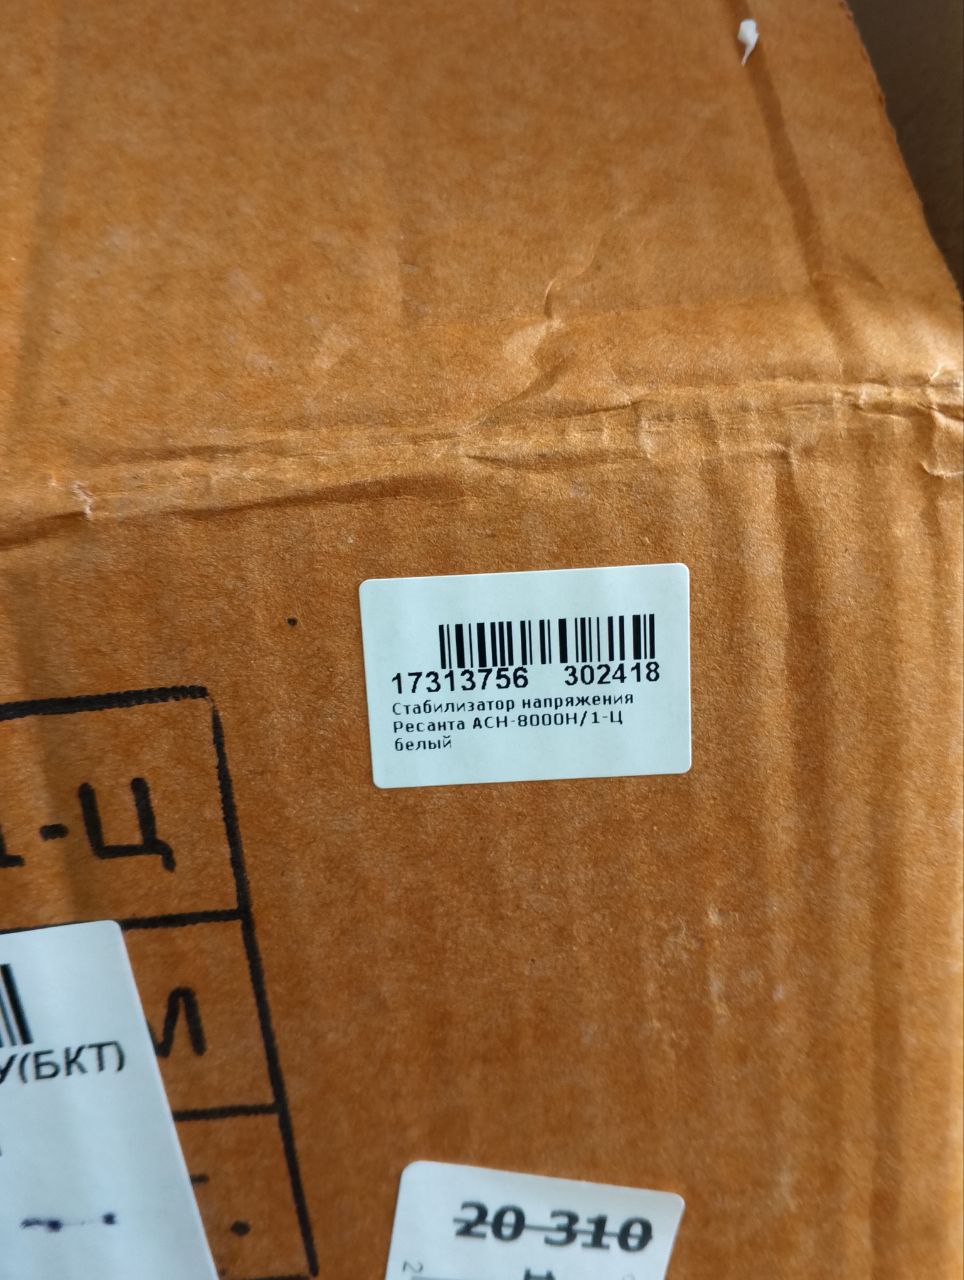 17313756 302418
Стабилизатор напряжения
Ресанта АСН-8000Н/1-Ц
белый
1-Ц
И
У(БКТ)
20 310